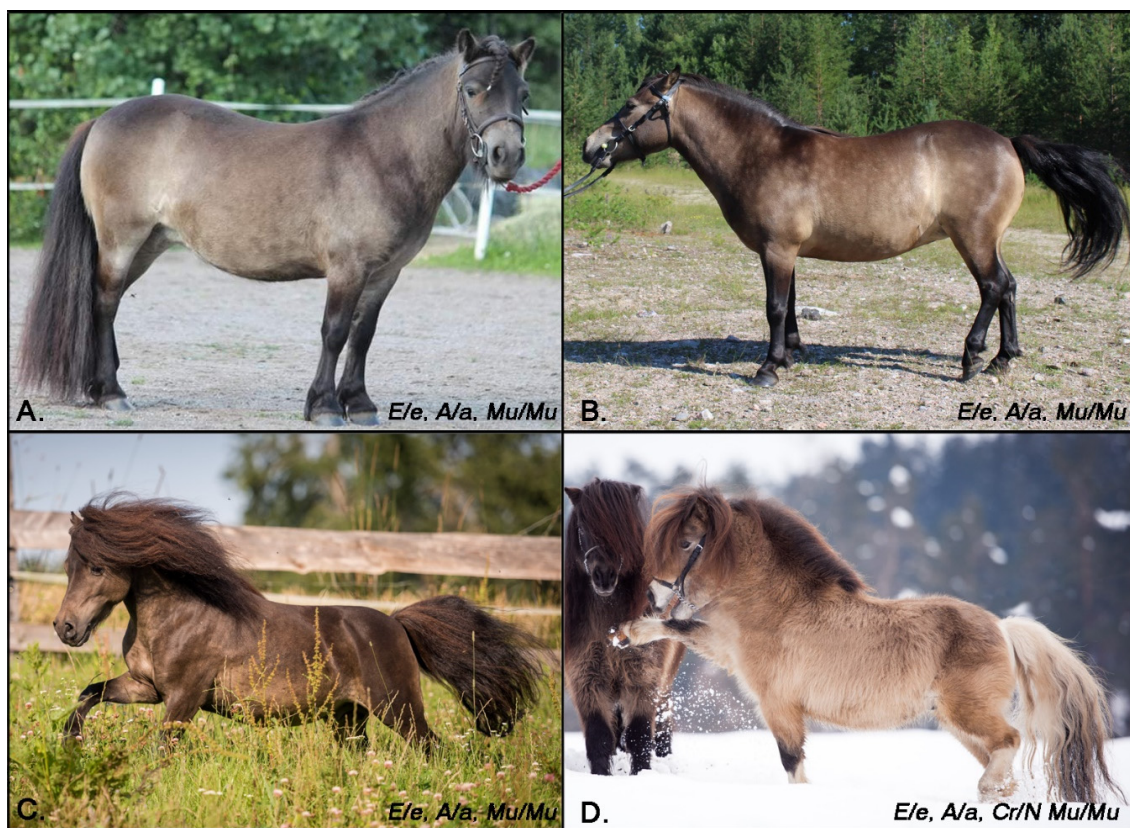 A.
E/e, A/a, Mu/Mu
B.
E/e, A/a, Mu/Mu
C.
E/e, A/a, Mu/Mu
D.
E/e, A/a, Cr/N Mu/Mu